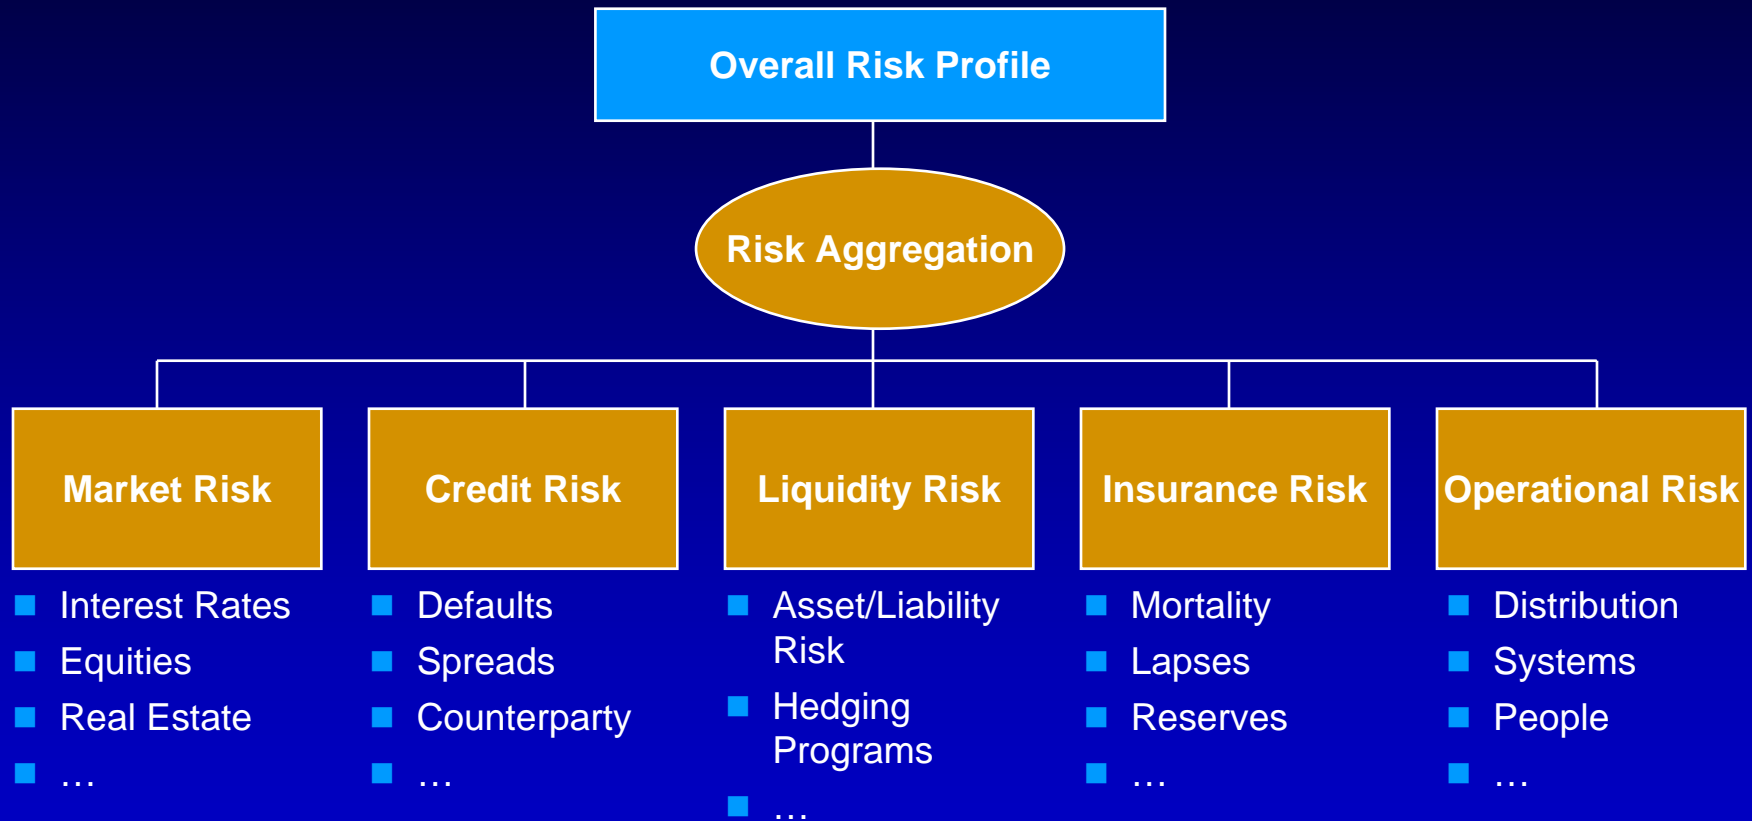 Overall Risk Profile
Risk Aggregation
Market Risk
Credit Risk
Liquidity Risk
Insurance Risk
Operational Risk
Interest Rates
Equities
Real Estate
…
Defaults
Spreads
Counterparty
…
Asset/Liability
Risk
Hedging
Programs
…
Mortality
Lapses
Reserves
…
Distribution
Systems
People
…